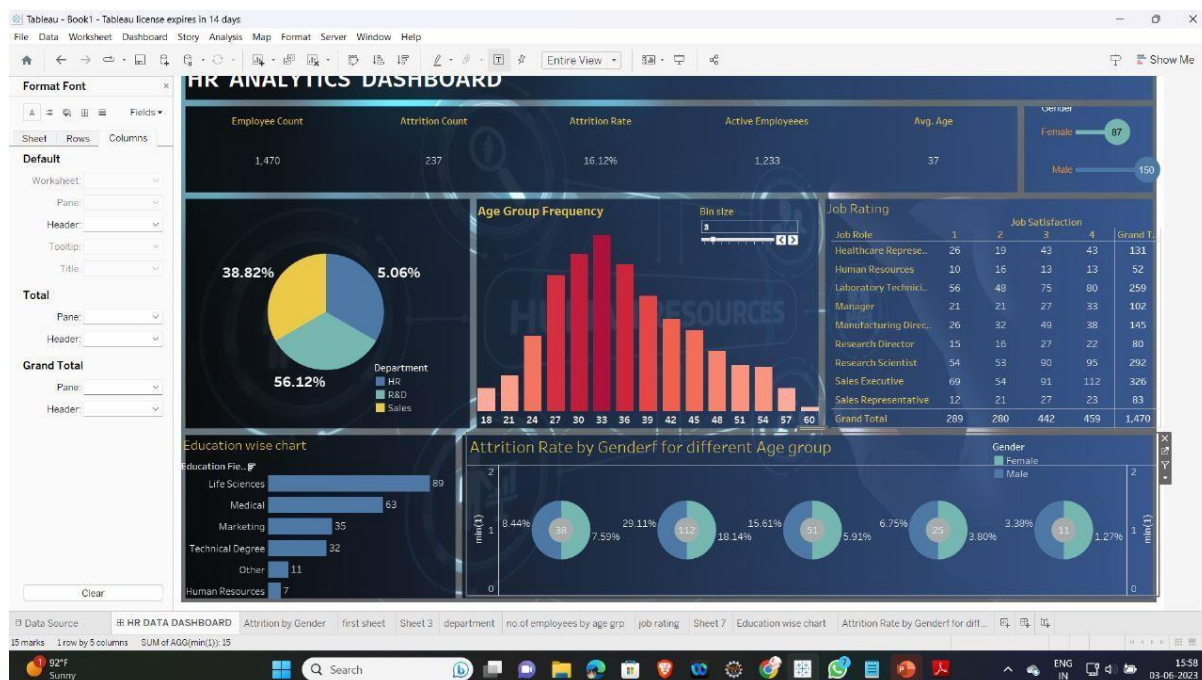 Tableau - Book1 - Tableau license expires in 14 days
File Data Worksheet Dashboard Story Analysis Map Format Server Window Help
Entire View
Show Me
Format Font
Fields
Sheet Rows Columns
Default
Worksheet:
Pane:
Header:
Tooltip:
Title:
Total
Pane:
Header:
Grand Total
Pane:
Header:
Clear
HR ANALYTICS DASHBOARD
Employee Count Attrition Count Attrition Rate Active Employeees Avg. Age
1,470 237 16.12% 1,233 37
Gender
Female 87
Male 150
38.82% 5.06%
56.12%
Department
HR
R&D
Sales
Age Group Frequency
Bin size
3
HUMAN RESOURCES
18 21 24 27 30 33 36 39 42 45 48 51 54 57 60
Job Rating
Job Satisfaction
Job Role 1 2 3 4 Grand T..
Healthcare Represe.. 26 19 43 43 131
Human Resources 10 16 13 13 52
Laboratory Technici.. 56 48 75 80 259
Manager 21 21 27 33 102
Manufacturing Direc.. 26 32 49 38 145
Research Director 15 16 27 22 80
Research Scientist 54 53 90 95 292
Sales Executive 69 54 91 112 326
Sales Representative 12 21 27 23 83
Grand Total 289 280 442 459 1,470
Education wise chart
Education Fie..
Life Sciences 89
Medical 63
Marketing 35
Technical Degree 32
Other 11
Human Resources 7
Attrition Rate by Genderf for different Age group
Gender
Female
Male
2 2
min(1) 1 8.44% 38 7.59% 29.11% 112 18.14% 15.61% 51 5.91% 6.75% 25 3.80% 3.38% 11 1.27% 1 min(1)
0 0
Data Source HR DATA DASHBOARD Attrition by Gender first sheet Sheet 3 department no.of employees by age grp job rating Sheet 7 Education wise chart Attrition Rate by Genderf for diff...
15 marks 1 row by 5 columns SUM of AGG(min(1)): 15
1 92°F
Sunny
Search
ENG
IN
15:58
03-06-2023